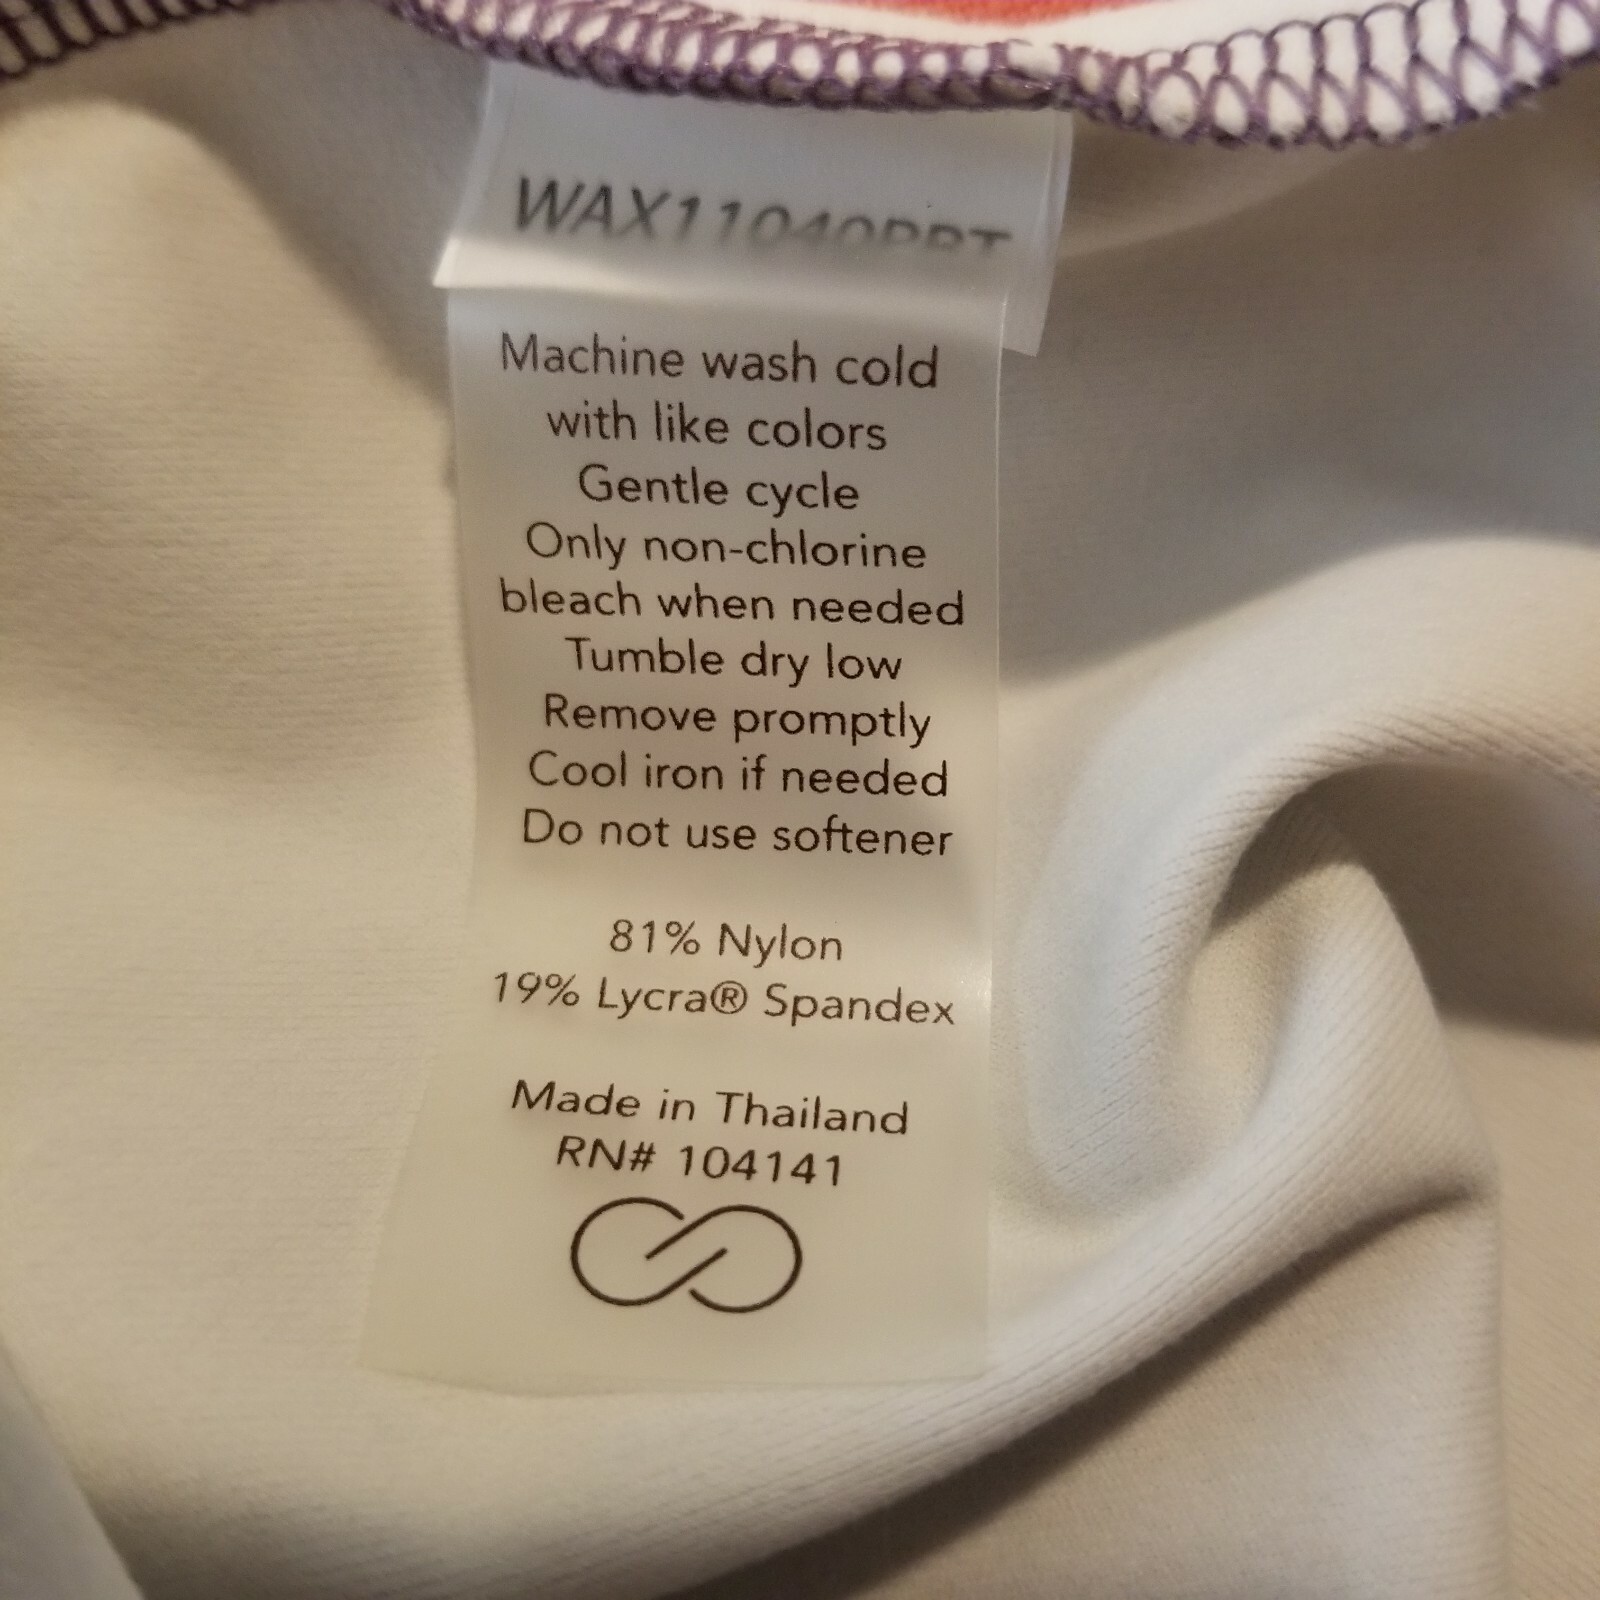 WAX11040PRT
Machine wash cold
with like colors
Gentle cycle
Only non-chlorine
bleach when needed
Tumble dry low
Remove promptly
Cool iron if needed
Do not use softener
81% Nylon
19% Lycra® Spandex
Made in Thailand
RN# 104141